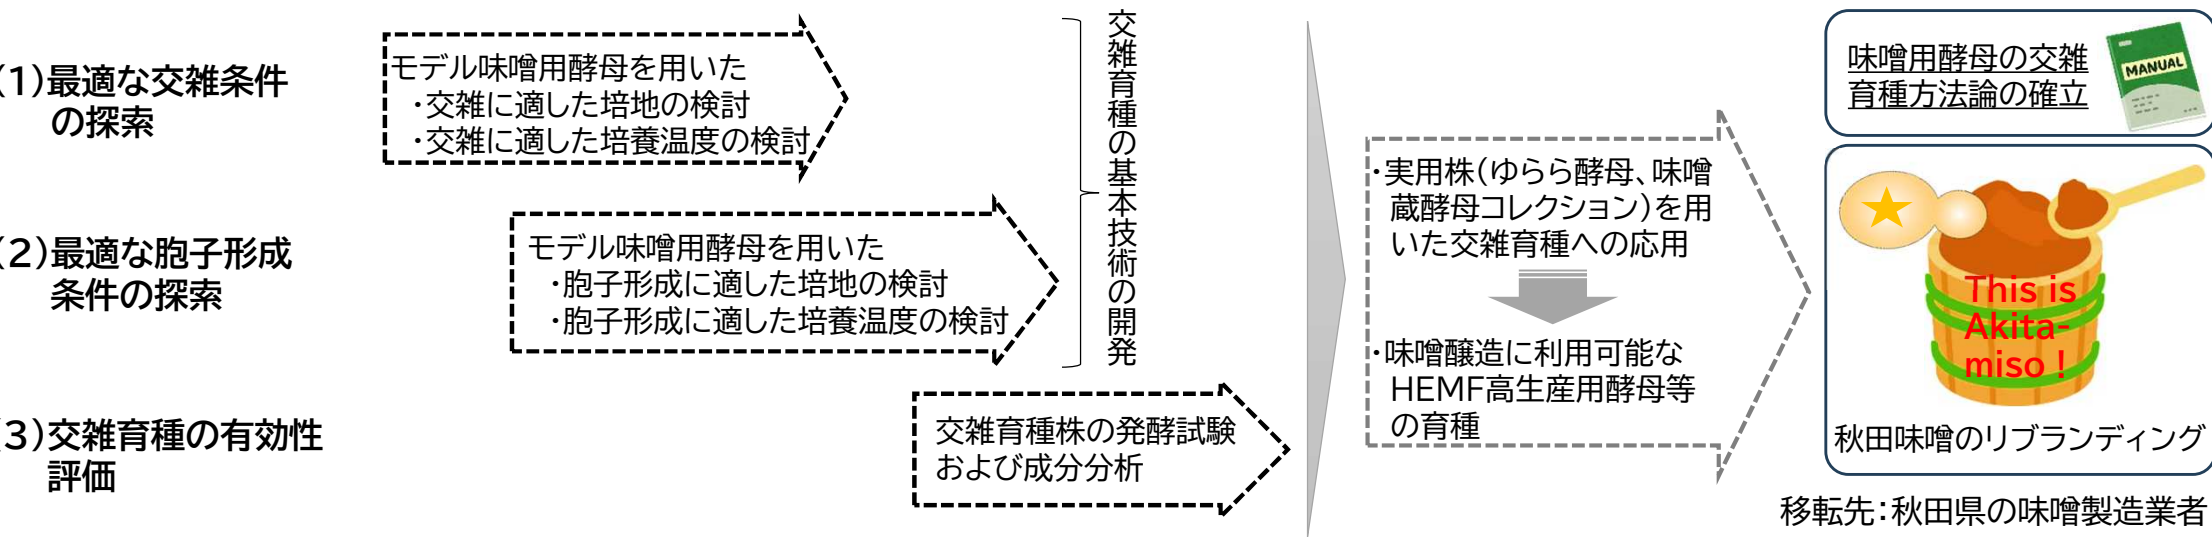 (1)最適な交雑条件
の探索
モデル味噌用酵母を用いた
・交雑に適した培地の検討
・交雑に適した培養温度の検討
(2)最適な胞子形成
条件の探索
モデル味噌用酵母を用いた
・胞子形成に適した培地の検討
・胞子形成に適した培養温度の検討
(3)交雑育種の有効性
評価
交雑育種株の発酵試験
および成分分析
交雑育種の基本技術の開発
・実用株(ゆらら酵母、味噌
蔵酵母コレクション)を用
いた交雑育種への応用
・味噌醸造に利用可能な
HEMF高生産用酵母等
の育種
味噌用酵母の交雑
育種方法論の確立
MANUAL
This is
Akita-
miso !
秋田味噌のリブランディング
移転先:秋田県の味噌製造業者